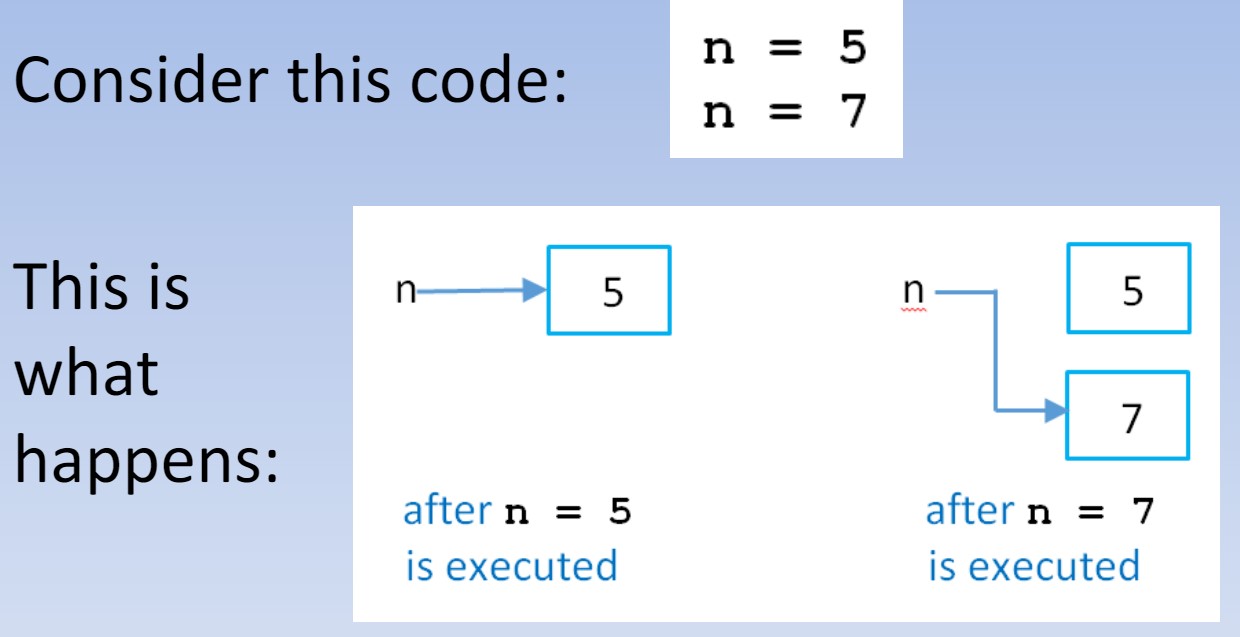 Consider this code:
n = 5
n = 7
This is
what
happens:
n 5
n 5
7
after n = 5
is executed
after n = 7
is executed